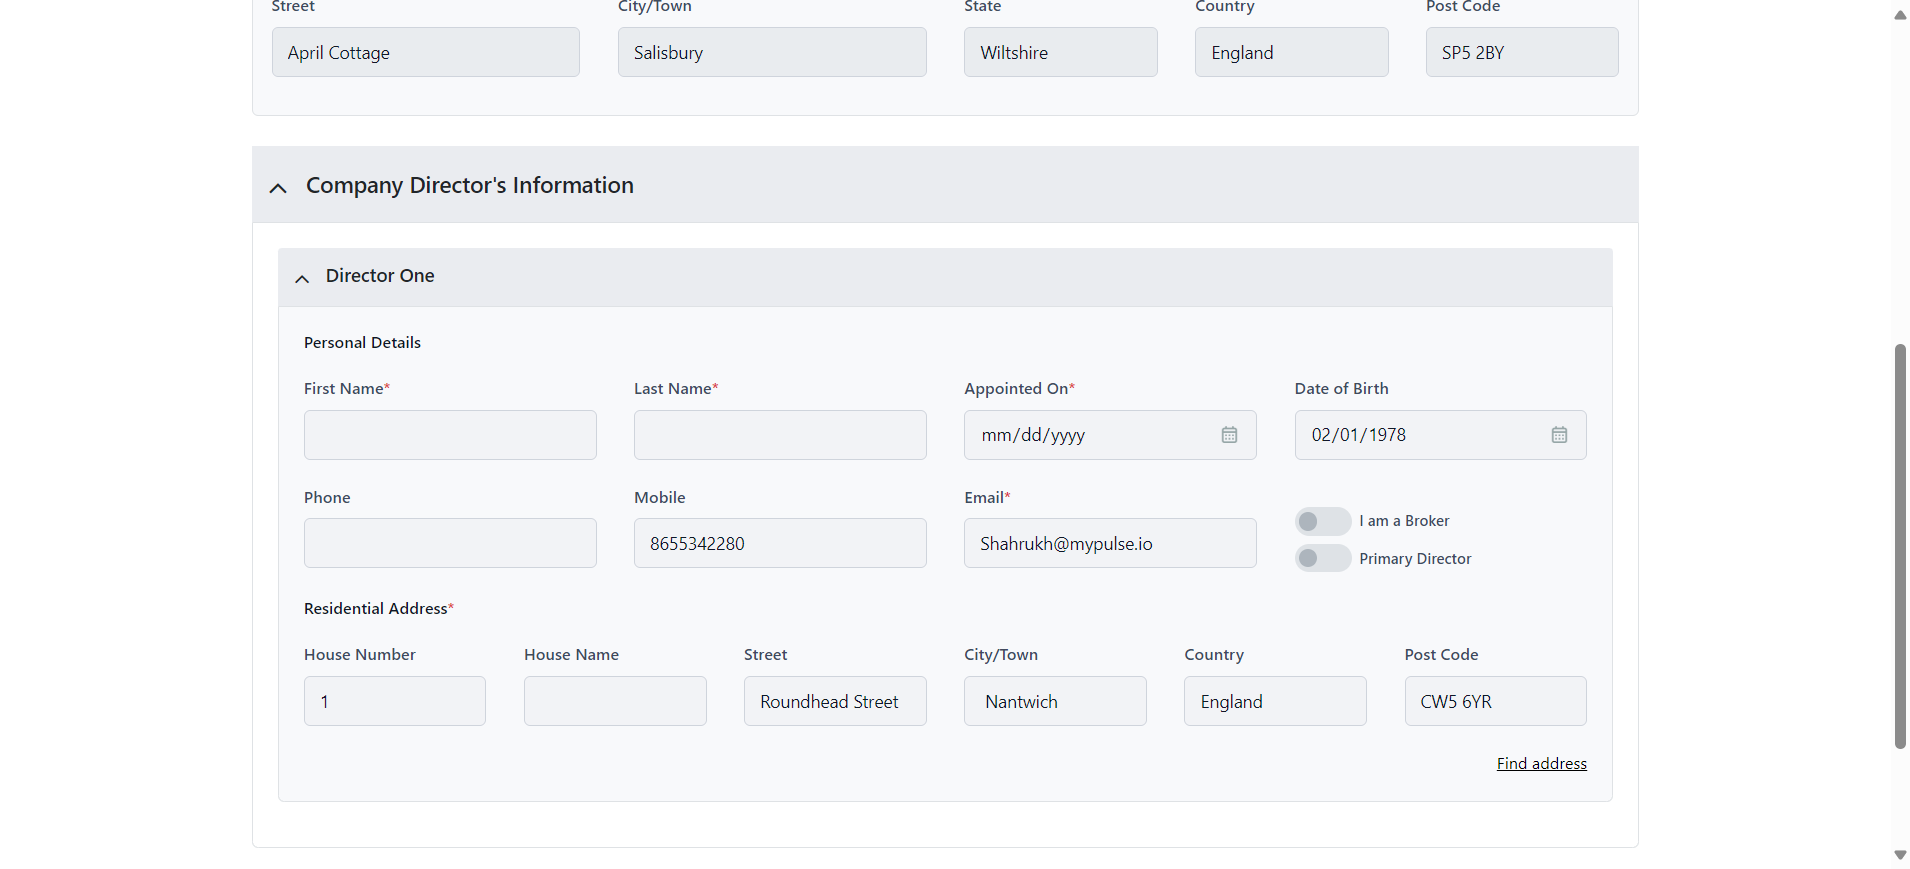 Street City/Town State Country Post Code
April Cottage Salisbury Wiltshire England SP5 2BY
Company Director's Information
Director One
Personal Details
First Name* Last Name* Appointed On* Date of Birth
mm/dd/yyyy 02/01/1978
Phone Mobile Email*
I am a Broker
8655342280 Shahrukh@mypulse.io
Primary Director
Residential Address*
House Number House Name Street City/Town Country Post Code
1 Roundhead Street Nantwich England CW5 6YR
Find address